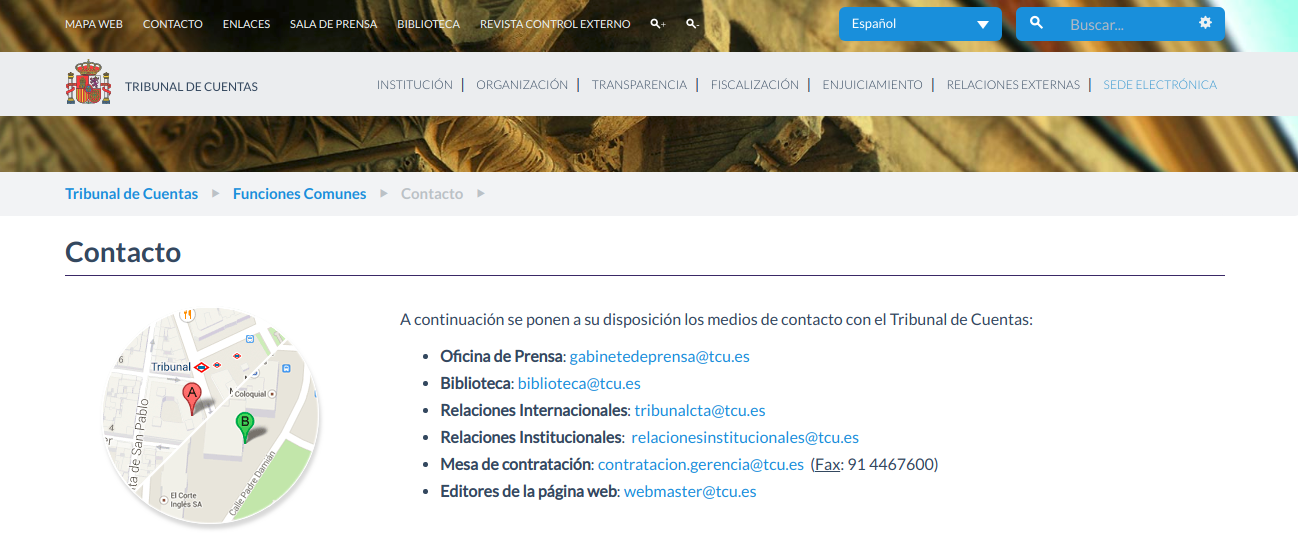 MAPA WEB CONTACTO ENLACES SALA DE PRENSA BIBLIOTECA REVISTA CONTROL EXTERNO + - Español Buscar...
TRIBUNAL DE CUENTAS INSTITUCIÓN | ORGANIZACIÓN | TRANSPARENCIA | FISCALIZACIÓN | ENJUICIAMIENTO | RELACIONES EXTERNAS | SEDE ELECTRÓNICA
Tribunal de Cuentas Funciones Comunes Contacto
Contacto
A continuación se ponen a su disposición los medios de contacto con el Tribunal de Cuentas:
• Oficina de Prensa: gabinetedeprensa@tcu.es
• Biblioteca: biblioteca@tcu.es
• Relaciones Internacionales: tribunalcta@tcu.es
• Relaciones Institucionales: relacionesinstitucionales@tcu.es
• Mesa de contratación: contratacion.gerencia@tcu.es (Fax: 91 4467600)
• Editores de la página web: webmaster@tcu.es
6
Tribunal
A
Coloquial
B
4
ta de San Pablo
El Corte
Inglés SA
Calle Padre Damián